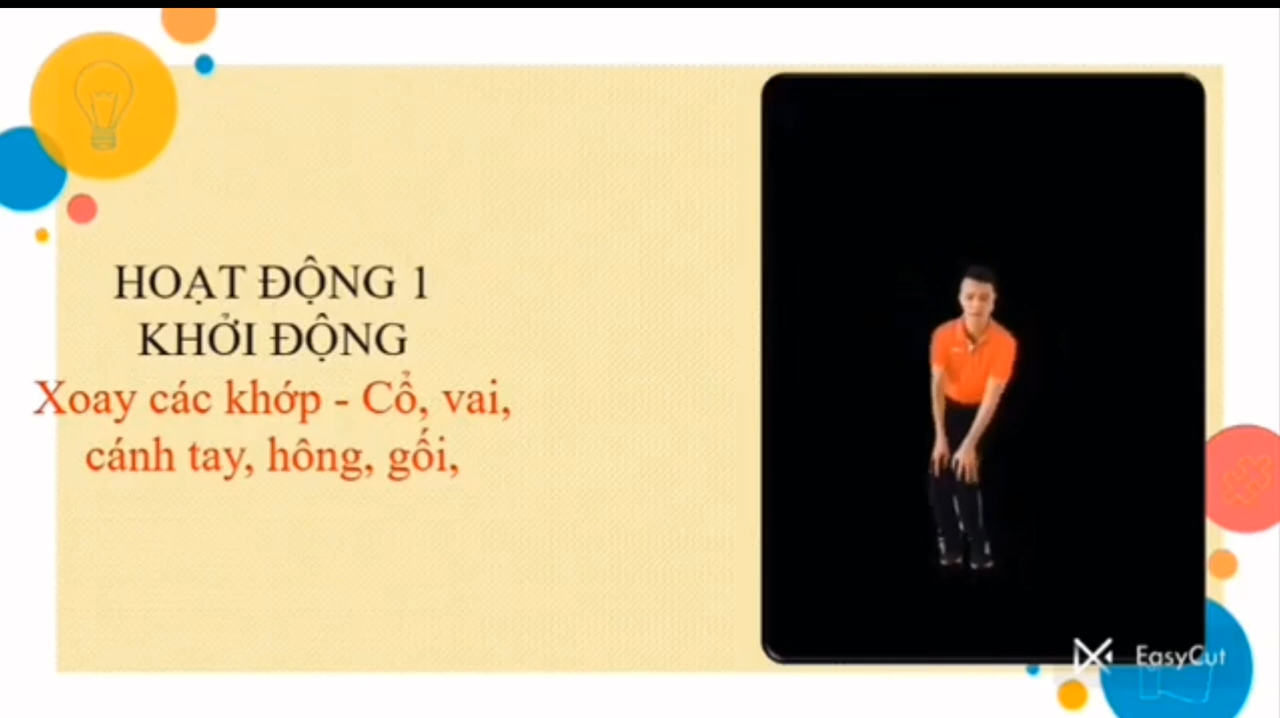 HOẠT ĐỘNG 1
KHỞI ĐỘNG
Xoay các khớp - Cổ, vai,
cánh tay, hông, gối,
EasyCut